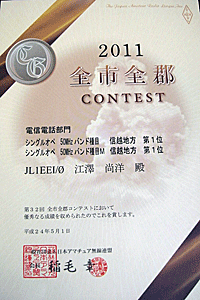 2011
全市全郡
CONTEST
電信電話部門
シングルオペ 50MHzバンド種目 信越地方 第1位
シングルオペ 50MHzバンド種目M 信越地方 第1位
JL1EEI/0 江澤 尚洋 殿
第32回 全市全郡コンテストにおいて
優秀なる成績を収められたのでこれを賞します。
平成24年5月1日
日本アマチュア無線連盟
稲毛 章